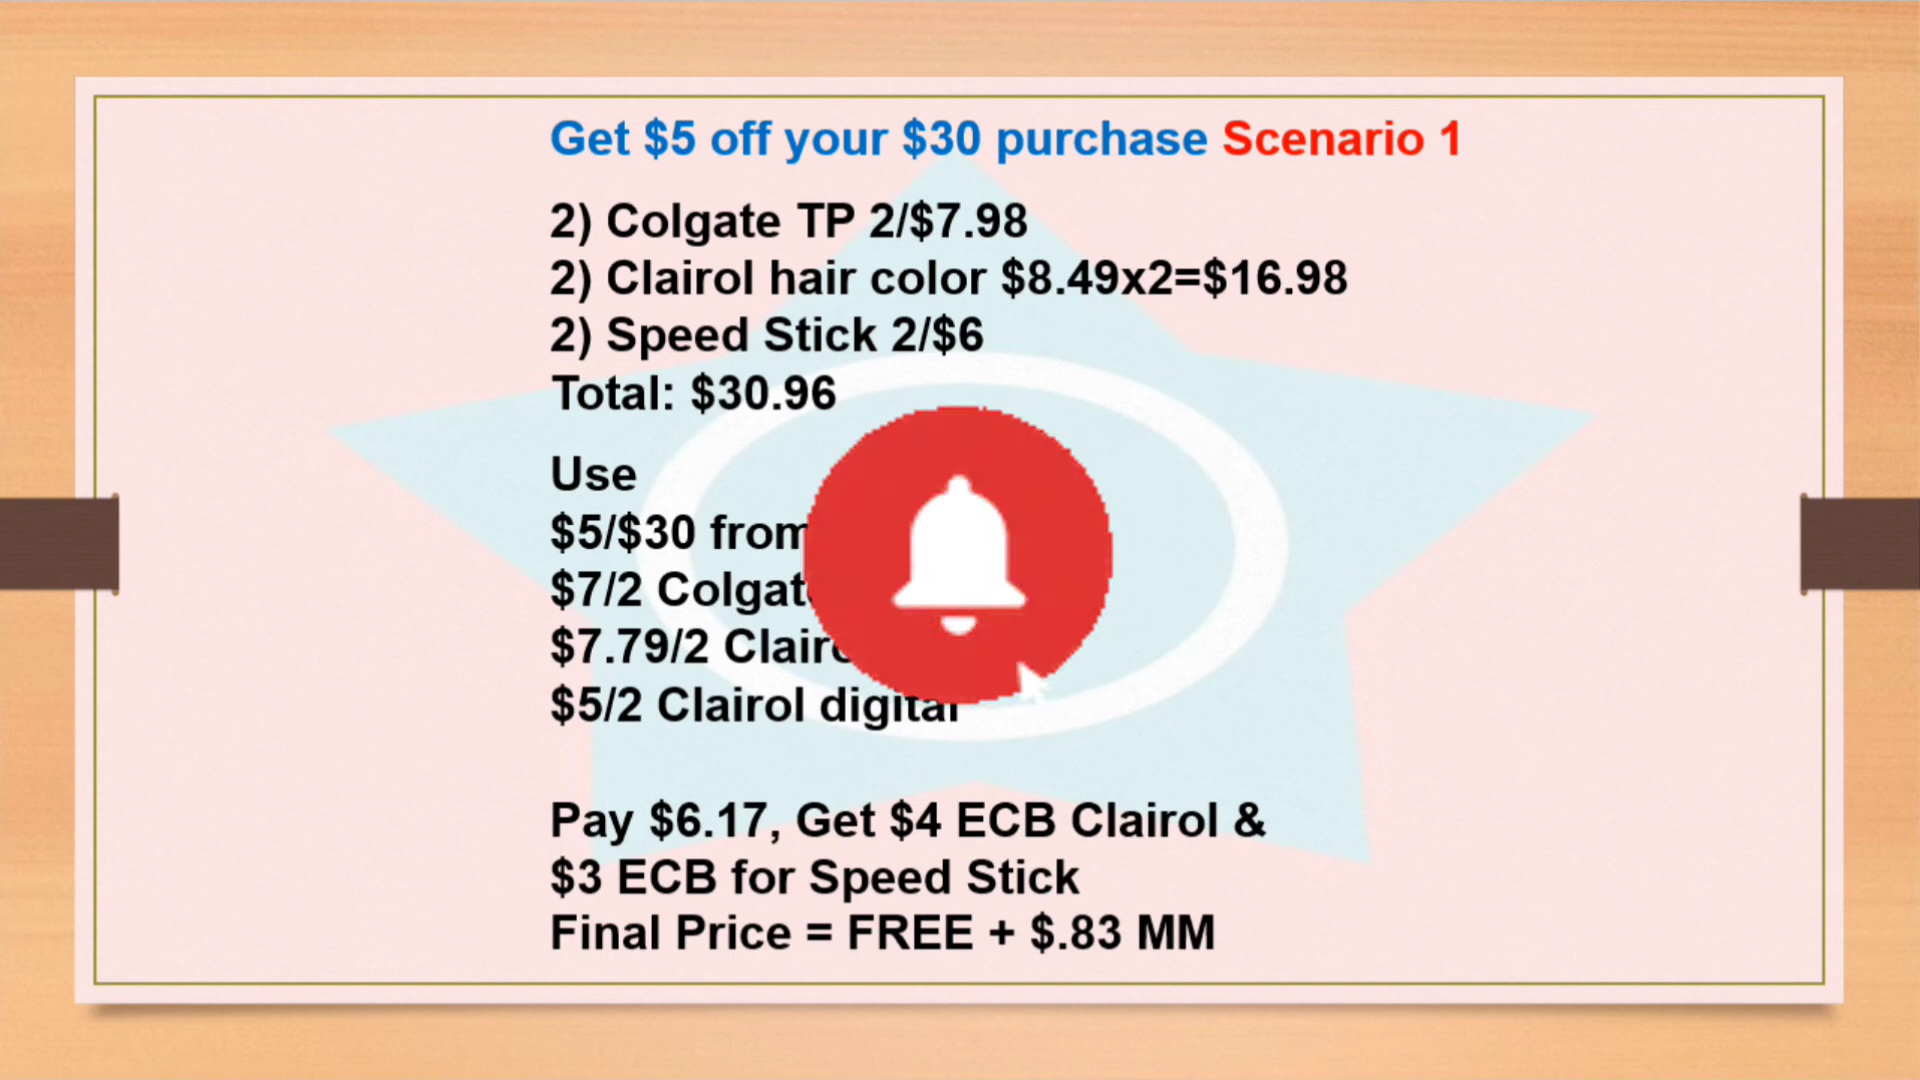 Get $5 off your $30 purchase Scenario 1
2) Colgate TP 2/$7.98
2) Clairol hair color $8.49x2=$16.98
2) Speed Stick 2/$6
Total: $30.96
Use
$5/$30 from
$7/2
$7.79/2
$5/2 Clairol digital
Pay $6.17, Get $4 ECB Clairol &
$3 ECB for Speed Stick
Final Price = FREE + $.83 MM